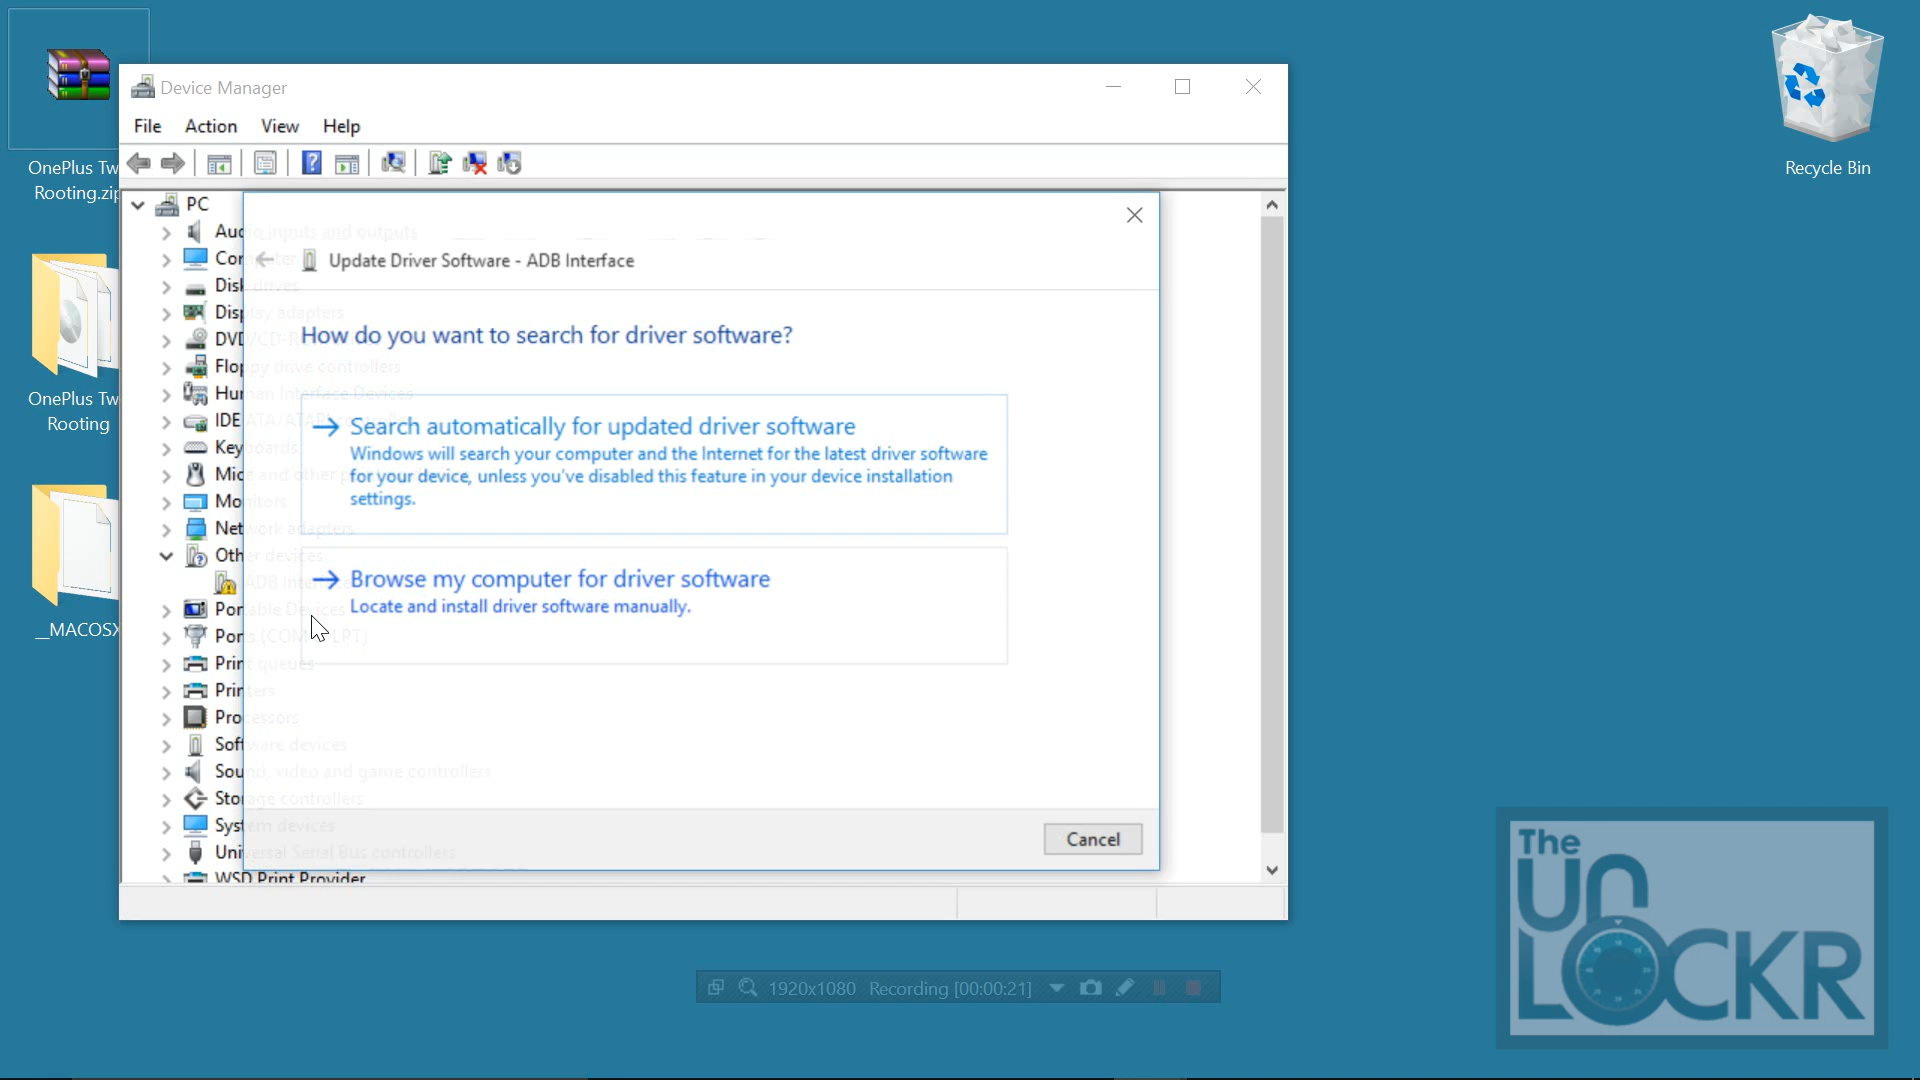 OnePlus Tw
Rooting.zip
OnePlus Tw
Rooting
__MACOSX
Device Manager
File Action View Help
PC
Audio inputs and outputs
Computer
Disk drives
Display adapters
DVD/CD-R
Floppy drive controllers
Human Interface Devices
IDE ATA/ATAPI controllers
Keyboards
Mice and other p
Monitors
Network adapters
Other devices
ADB Interface
Portable Devices
Ports (COM & LPT)
Print queues
Printers
Processors
Software devices
Sound, video and game controllers
Storage controllers
System devices
Universal Serial Bus controllers
WSD Print Provider
Update Driver Software - ADB Interface
How do you want to search for driver software?
Search automatically for updated driver software
Windows will search your computer and the Internet for the latest driver software
for your device, unless you've disabled this feature in your device installation
settings.
Browse my computer for driver software
Locate and install driver software manually.
Cancel
Recycle Bin
1920x1080 Recording [00:00:21]
The
UN
LOCKR